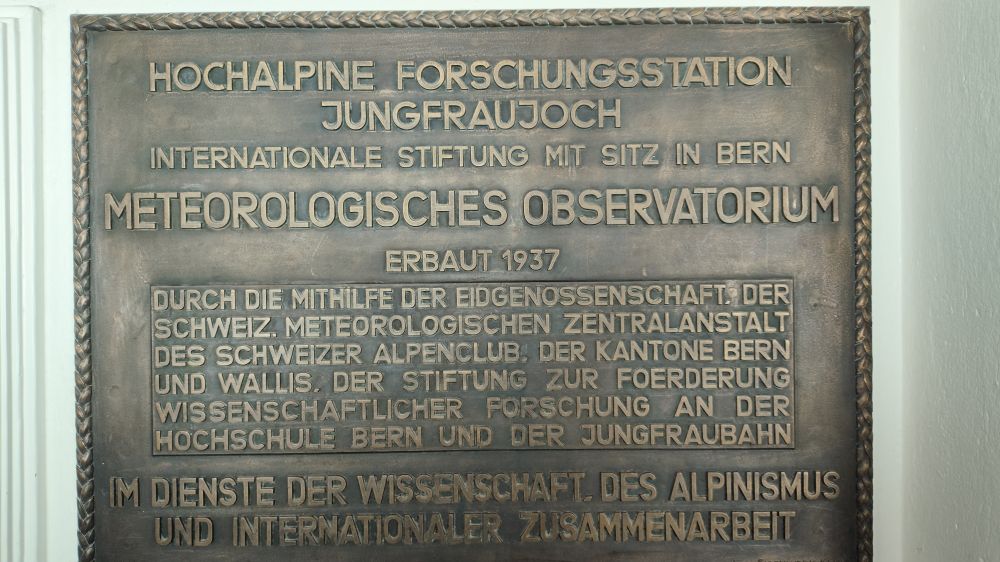 HOCHALPINE FORSCHUNGSSTATION
JUNGFRAUJOCH
INTERNATIONALE STIFTUNG MIT SITZ IN BERN
METEOROLOGISCHES OBSERVATORIUM
ERBAUT 1937
DURCH DIE MITHILFE DER EIDGENOSSENSCHAFT, DER
SCHWEIZ. METEOROLOGISCHEN ZENTRALANSTALT
DES SCHWEIZER ALPENCLUB, DER KANTONE BERN
UND WALLIS, DER STIFTUNG ZUR FOERDERUNG
WISSENSCHAFTLICHER FORSCHUNG AN DER
HOCHSCHULE BERN UND DER JUNGFRAUBAHN
IM DIENSTE DER WISSENSCHAFT, DES ALPINISMUS
UND INTERNATIONALER ZUSAMMENARBEIT